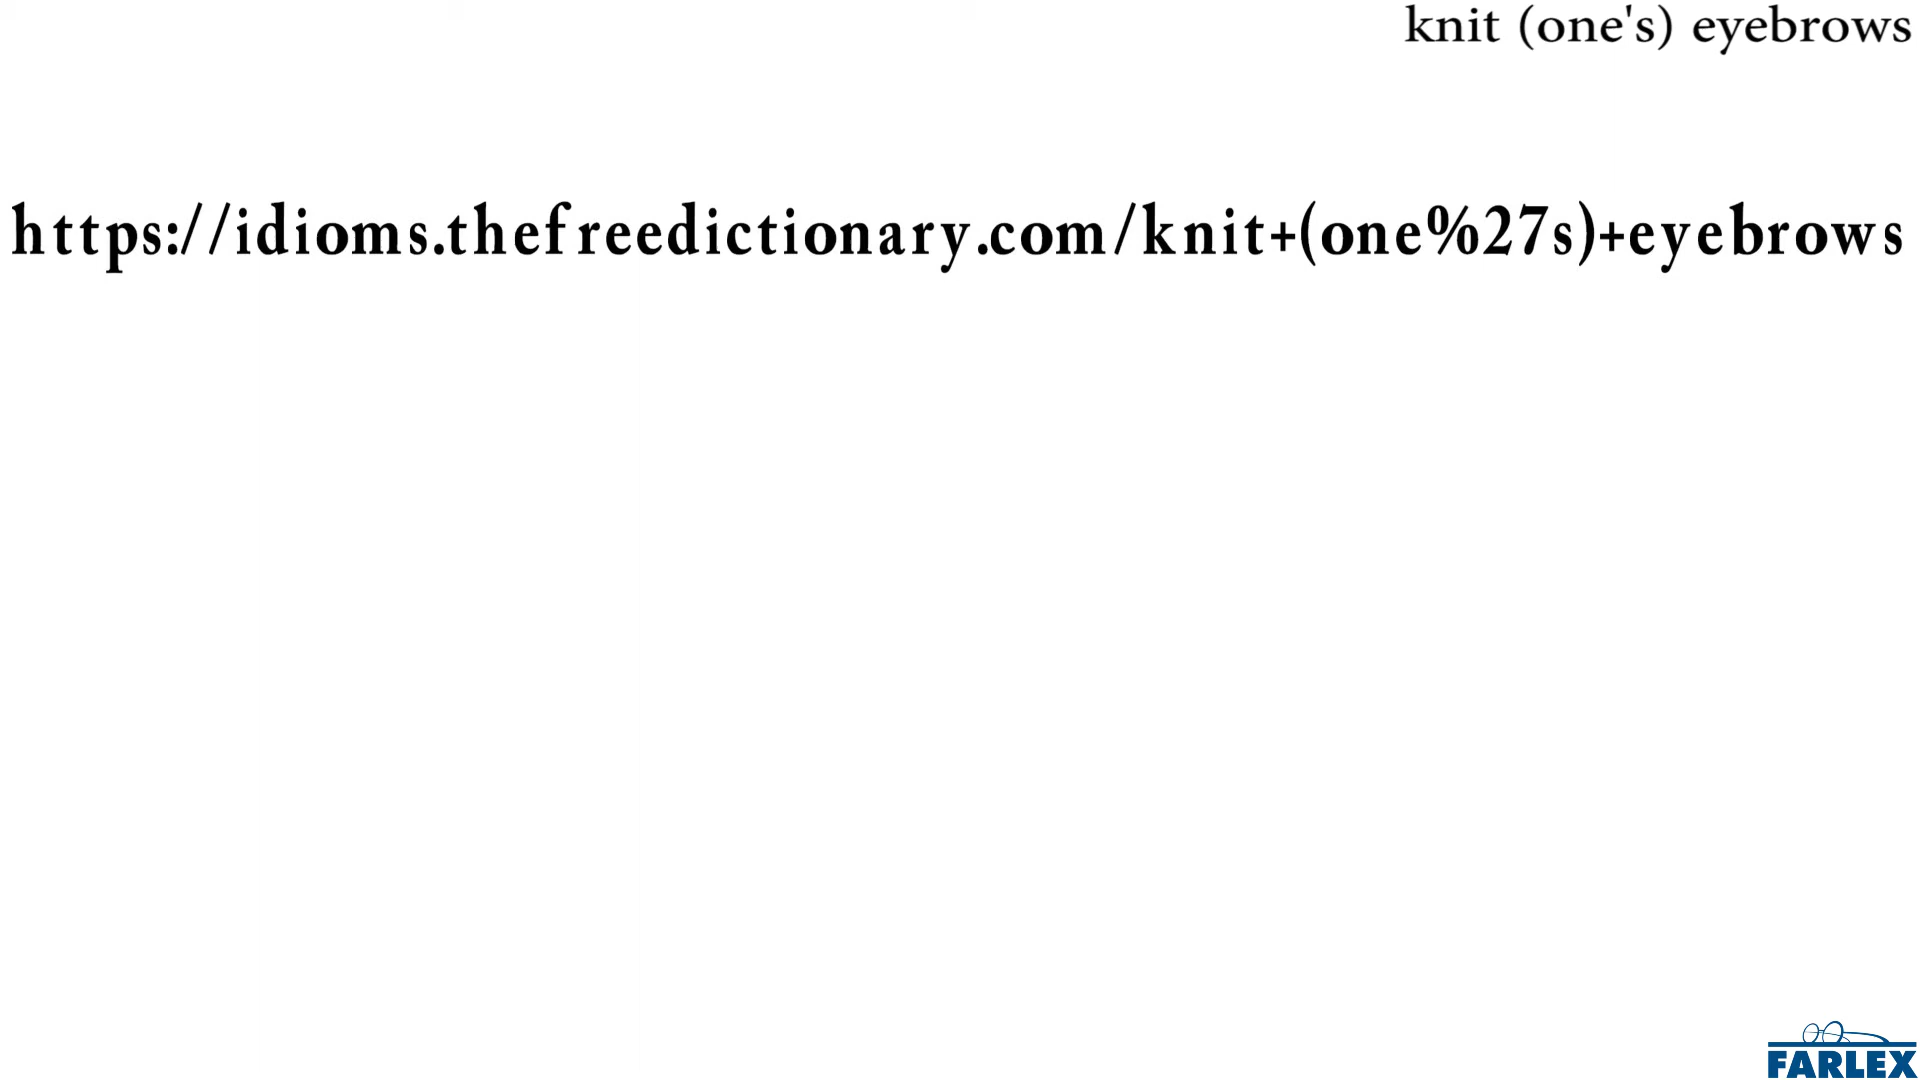 knit (one's) eyebrows
https://idioms.thefreedictionary.com/knit+(one%27s)+eyebrows
FARLEX